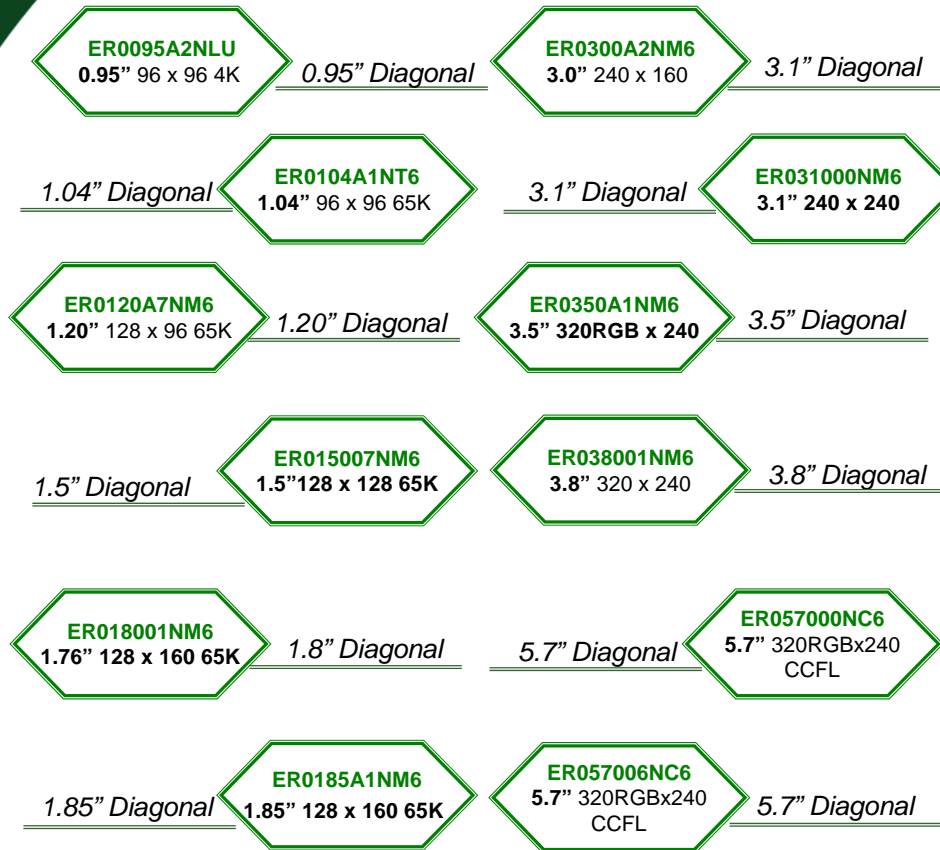 ER0095A2NLU
0.95” 96 x 96 4K
0.95” Diagonal
ER0300A2NM6
3.0” 240 x 160
3.1” Diagonal
1.04” Diagonal
ER0104A1NT6
1.04” 96 x 96 65K
3.1” Diagonal
ER031000NM6
3.1” 240 x 240
ER0120A7NM6
1.20” 128 x 96 65K
1.20” Diagonal
ER0350A1NM6
3.5” 320RGB x 240
3.5” Diagonal
1.5” Diagonal
ER015007NM6
1.5”128 x 128 65K
ER038001NM6
3.8” 320 x 240
3.8” Diagonal
ER018001NM6
1.76” 128 x 160 65K
1.8” Diagonal
5.7” Diagonal
ER057000NC6
5.7” 320RGBx240
CCFL
1.85” Diagonal
ER0185A1NM6
1.85” 128 x 160 65K
ER057006NC6
5.7” 320RGBx240
CCFL
5.7” Diagonal